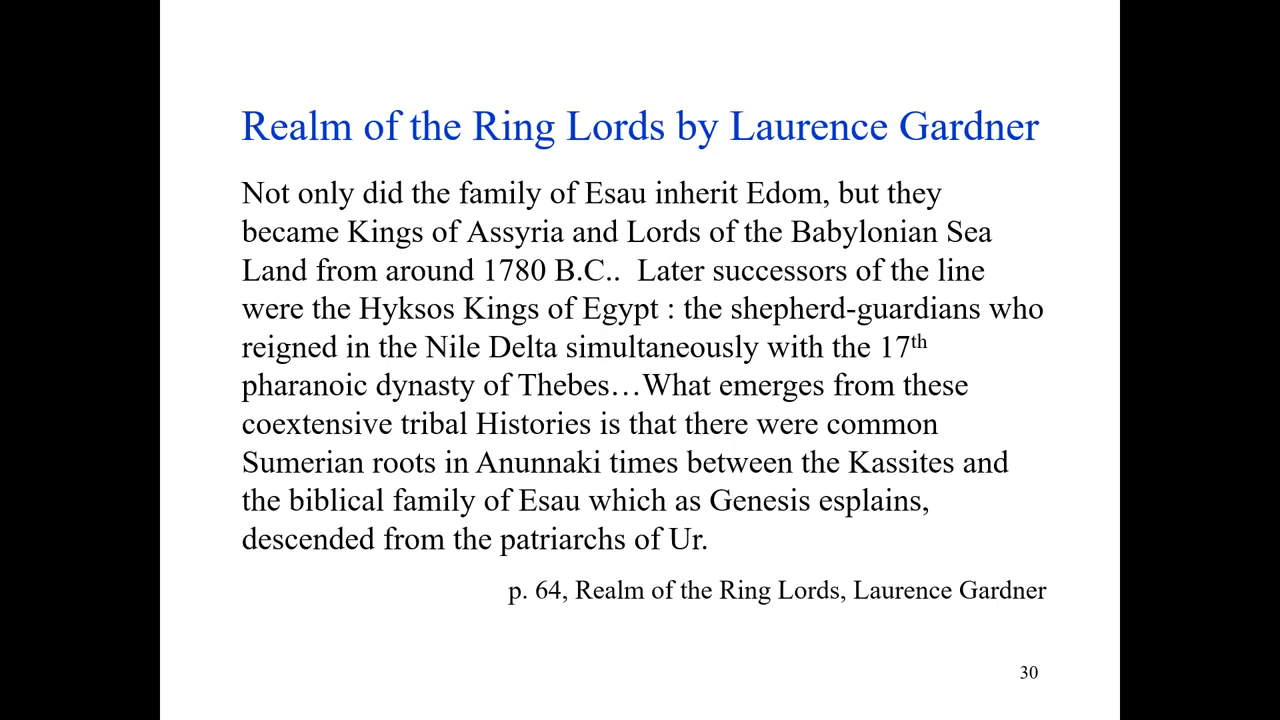 Realm of the Ring Lords by Laurence Gardner
Not only did the family of Esau inherit Edom, but they
became Kings of Assyria and Lords of the Babylonian Sea
Land from around 1780 B.C..  Later successors of the line
were the Hyksos Kings of Egypt : the shepherd-guardians who
reigned in the Nile Delta simultaneously with the 17th
pharanoic dynasty of Thebes…What emerges from these
coextensive tribal Histories is that there were common
Sumerian roots in Anunnaki times between the Kassites and
the biblical family of Esau which as Genesis esplains,
descended from the patriarchs of Ur.
p. 64, Realm of the Ring Lords, Laurence Gardner
30